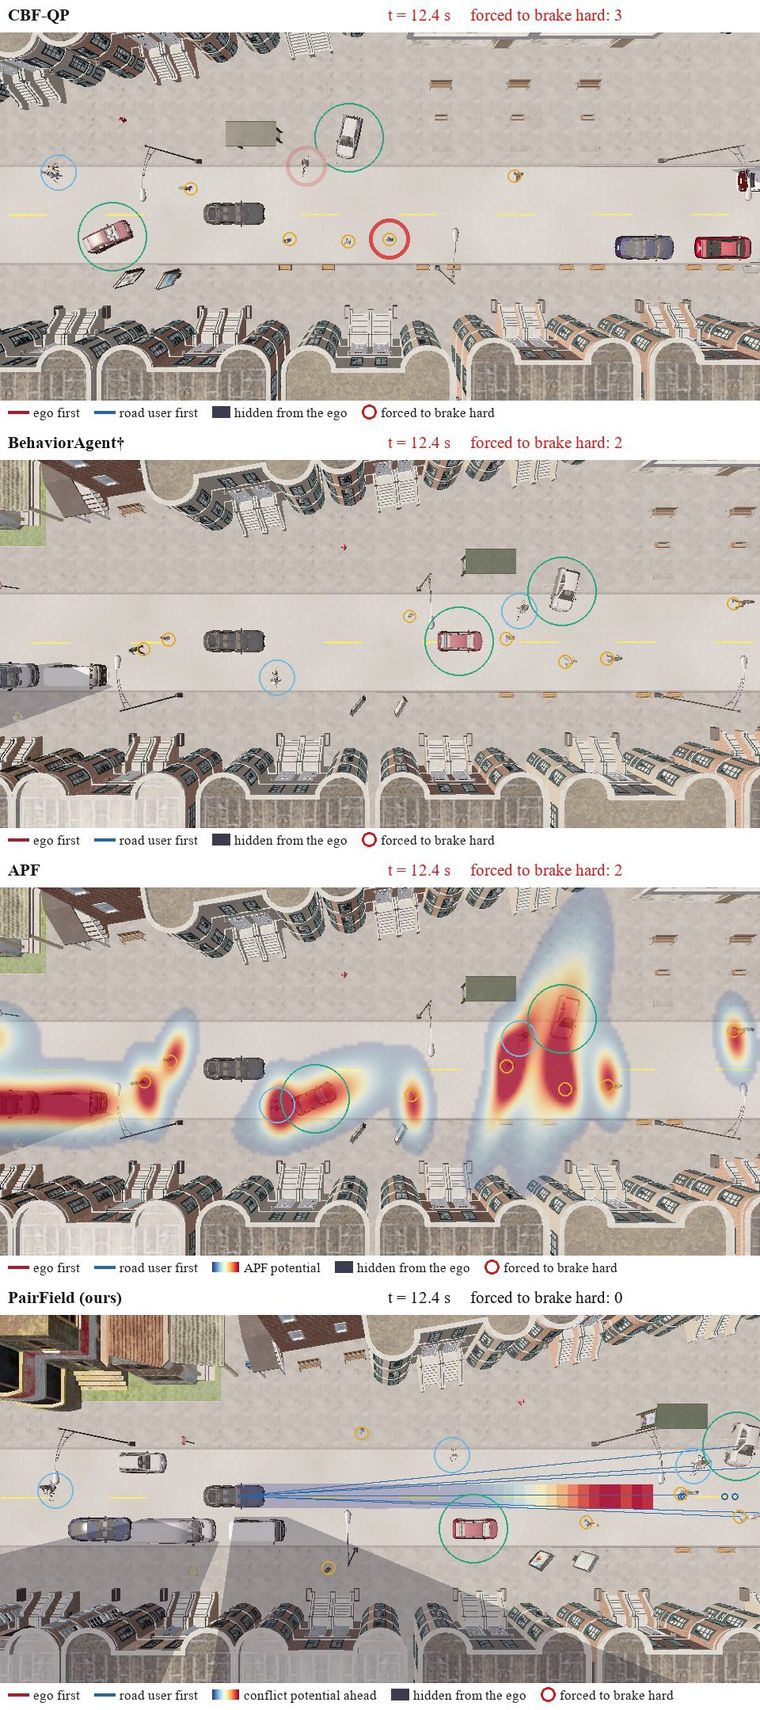 CBF-QP t = 12.4 s forced to brake hard: 3
ego first road user first hidden from the ego forced to brake hard
BehaviorAgent† t = 12.4 s forced to brake hard: 2
ego first road user first hidden from the ego forced to brake hard
APF t = 12.4 s forced to brake hard: 2
ego first road user first APF potential hidden from the ego forced to brake hard
PairField (ours) t = 12.4 s forced to brake hard: 0
ego first road user first conflict potential ahead hidden from the ego forced to brake hard